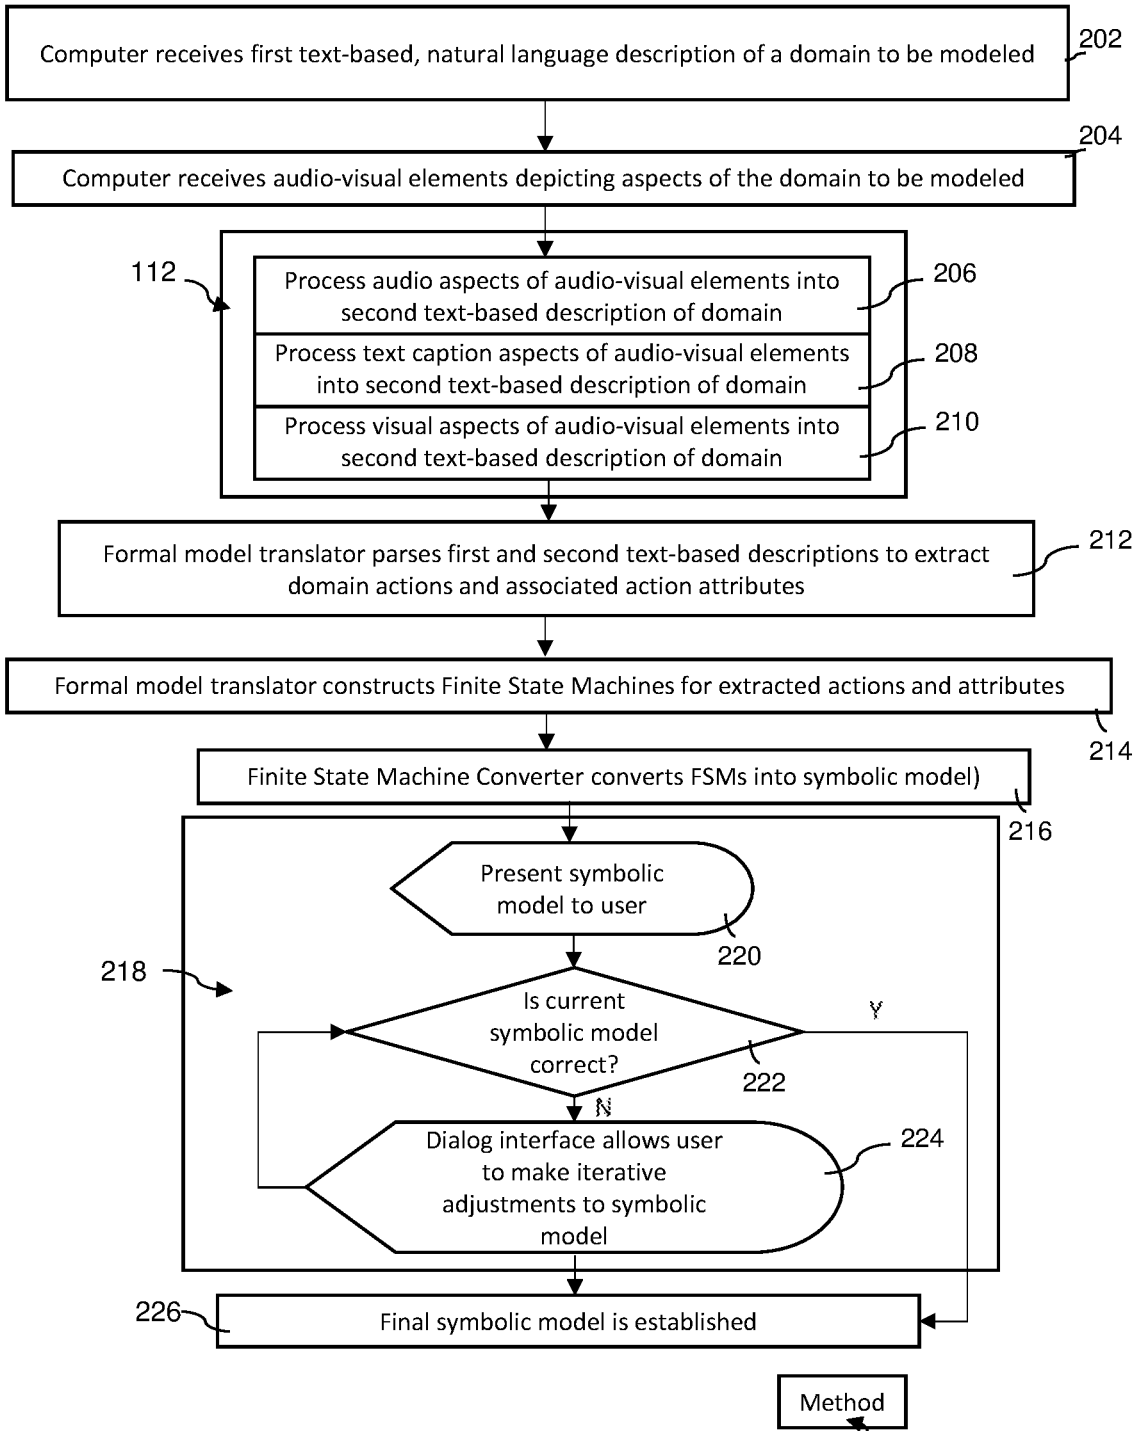 Computer receives first text-based, natural language description of a domain to be modeled
202
204
Computer receives audio-visual elements depicting aspects of the domain to be modeled
112
Process audio aspects of audio-visual elements into
second text-based description of domain
206
Process text caption aspects of audio-visual elements
into second text-based description of domain
208
Process visual aspects of audio-visual elements into
second text-based description of domain
210
Formal model translator parses first and second text-based descriptions to extract
domain actions and associated action attributes
212
Formal model translator constructs Finite State Machines for extracted actions and attributes
214
Finite State Machine Converter converts FSMs into symbolic model)
216
Present symbolic
model to user
220
218
Is current
symbolic model
correct?
Y
222
N
Dialog interface allows user
to make iterative
adjustments to symbolic
model
224
226
Final symbolic model is established
Method